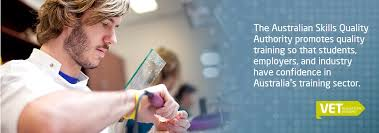 The Australian Skills Quality
Authority promotes quality
training so that students,
employers, and industry
have confidence in
Australia's training sector.
VET